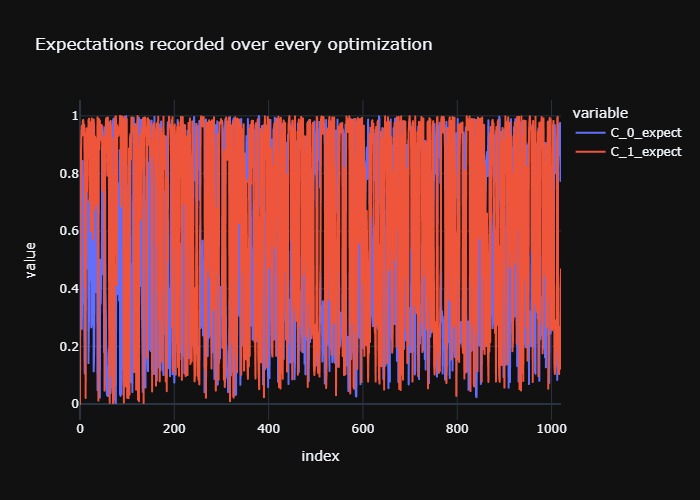 Expectations recorded over every optimization
variable
C_0_expect
C_1_expect
value
1
0.8
0.6
0.4
0.2
0
0 200 400 600 800 1000
index